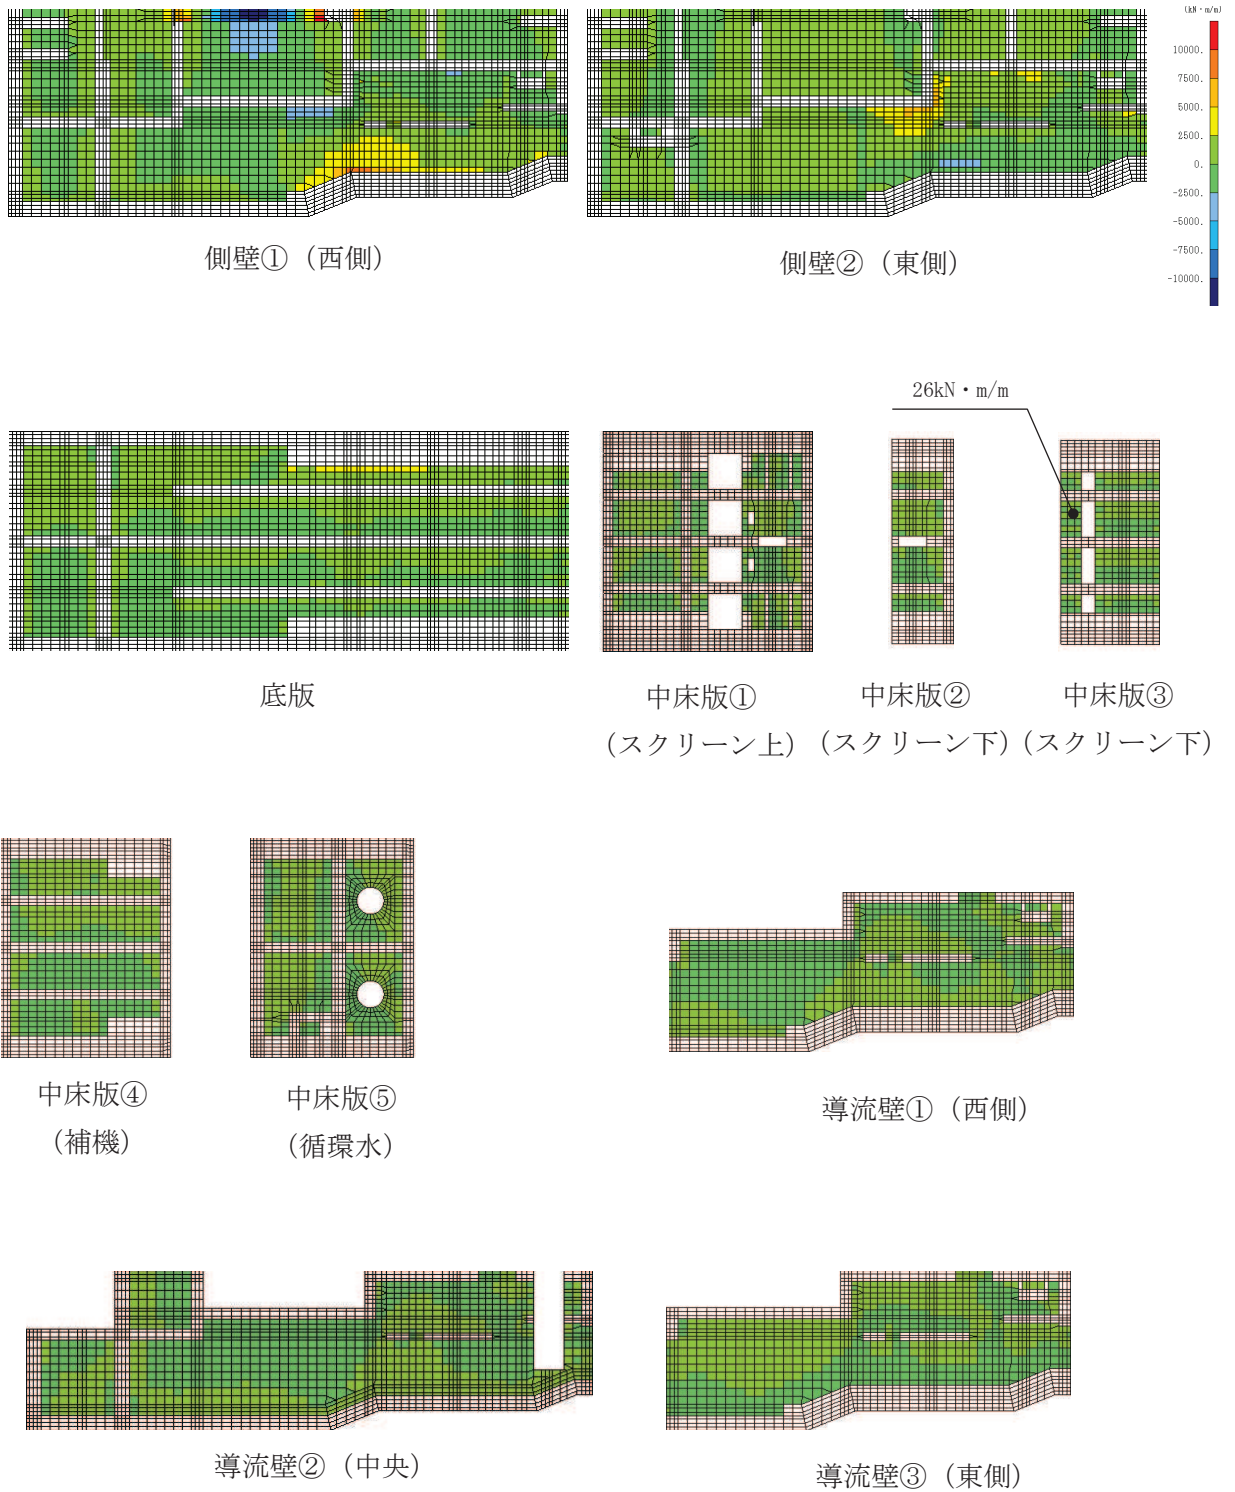 (kN・m/m)
10000.
7500.
5000.
2500.
0.
-2500.
-5000.
-7500.
-10000.
側壁①（西側）
側壁②（東側）
26kN・m/m
底版
中床版①
（スクリーン上）
中床版②
（スクリーン下）
中床版③
（スクリーン下）
中床版④
（補機）
中床版⑤
（循環水）
導流壁①（西側）
導流壁②（中央）
導流壁③（東側）